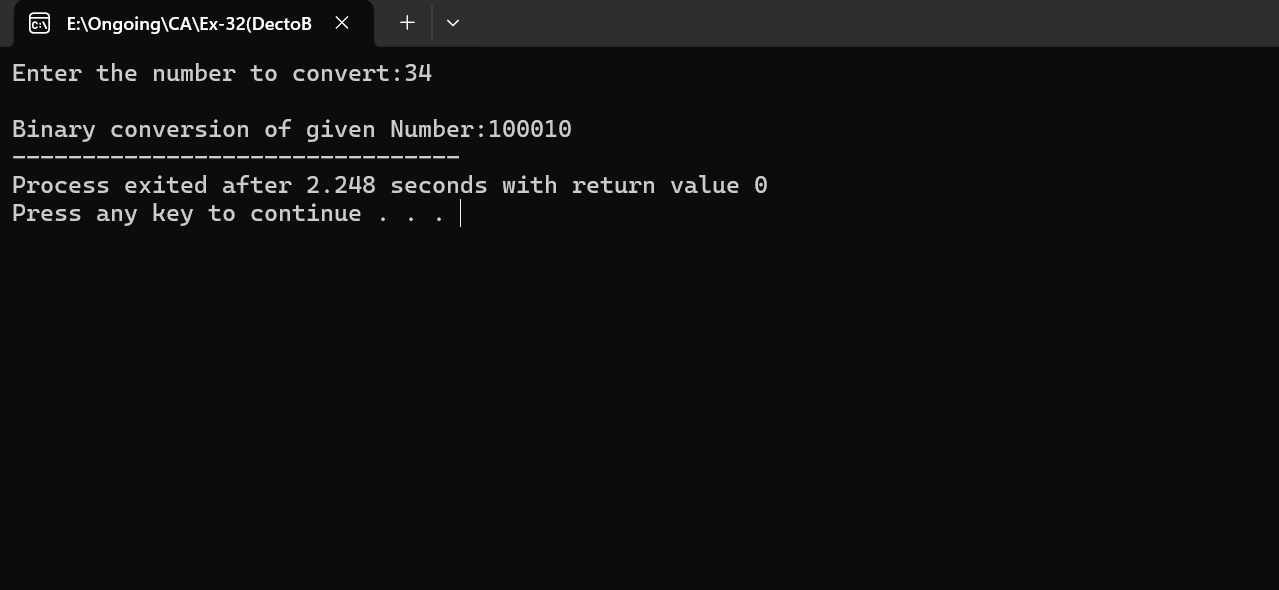 E:\Ongoing\CA\Ex-32(DectoB
Enter the number to convert:34
Binary conversion of given Number:100010
--------------------------------
Process exited after 2.248 seconds with return value 0
Press any key to continue . . .